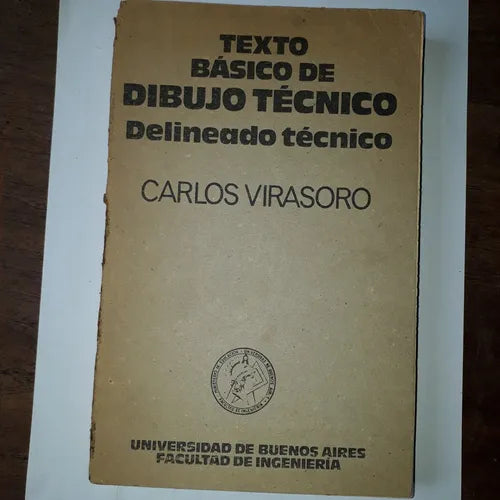 TEXTO
BÁSICO DE
DIBUJO TÉCNICO
Delineado técnico
CARLOS VIRASORO
UNIVERSIDAD DE BUENOS AIRES
FACULTAD DE INGENIERÍA